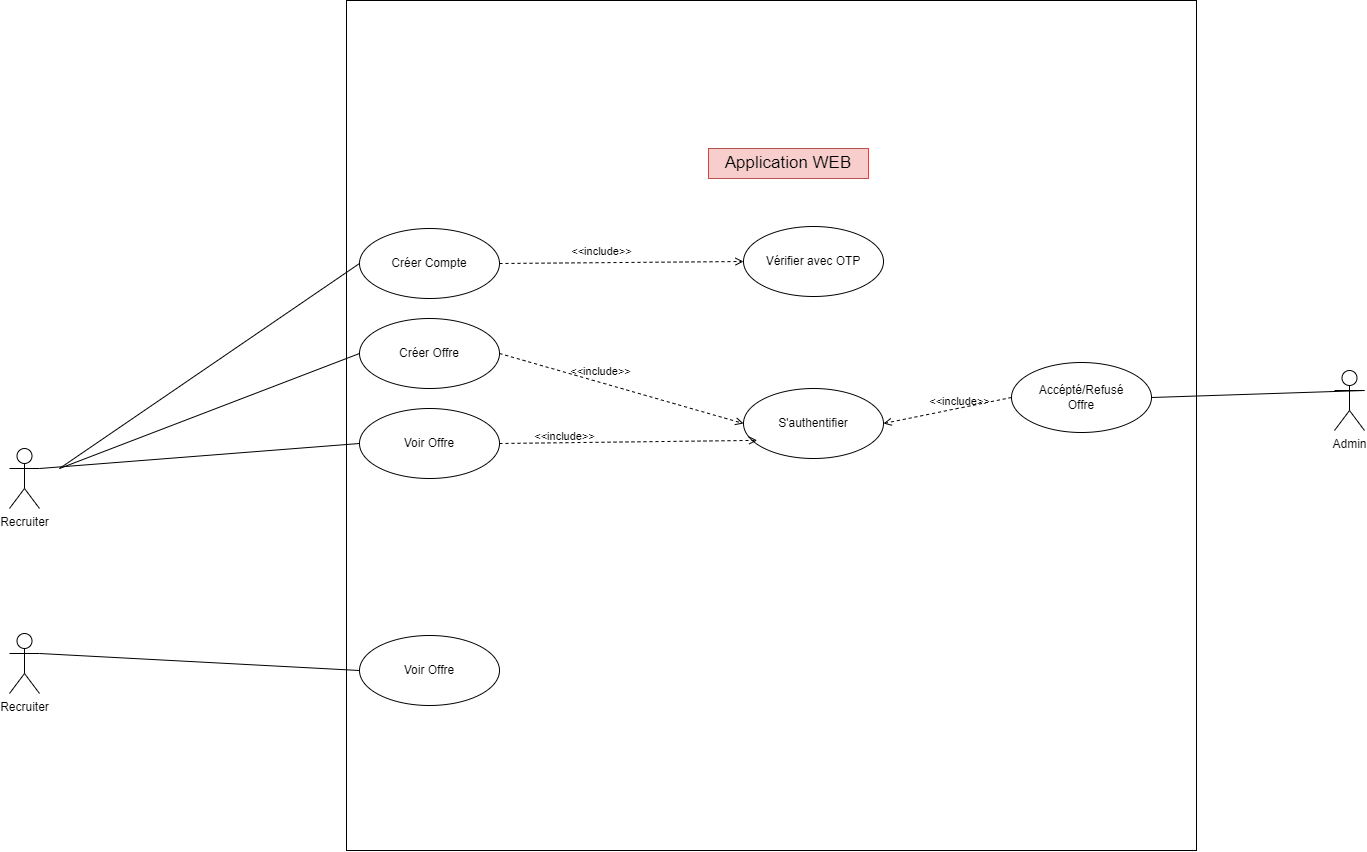 Application WEB
Créer Compte
<<include>>
Vérifier avec OTP
Créer Offre
<<include>>
Voir Offre
<<include>>
S'authentifier
<<include>>
Accépté/Refusé
Offre
Admin
Recruiter
Voir Offre
Recruiter